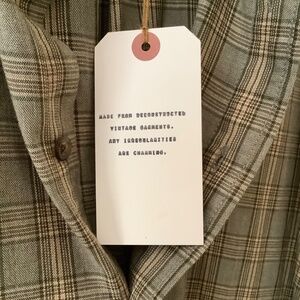 MADE FROM DECONSTRUCTED
VINTAGE GARMENTS.
ANY IRREGULARITIES
ARE CHARMING.